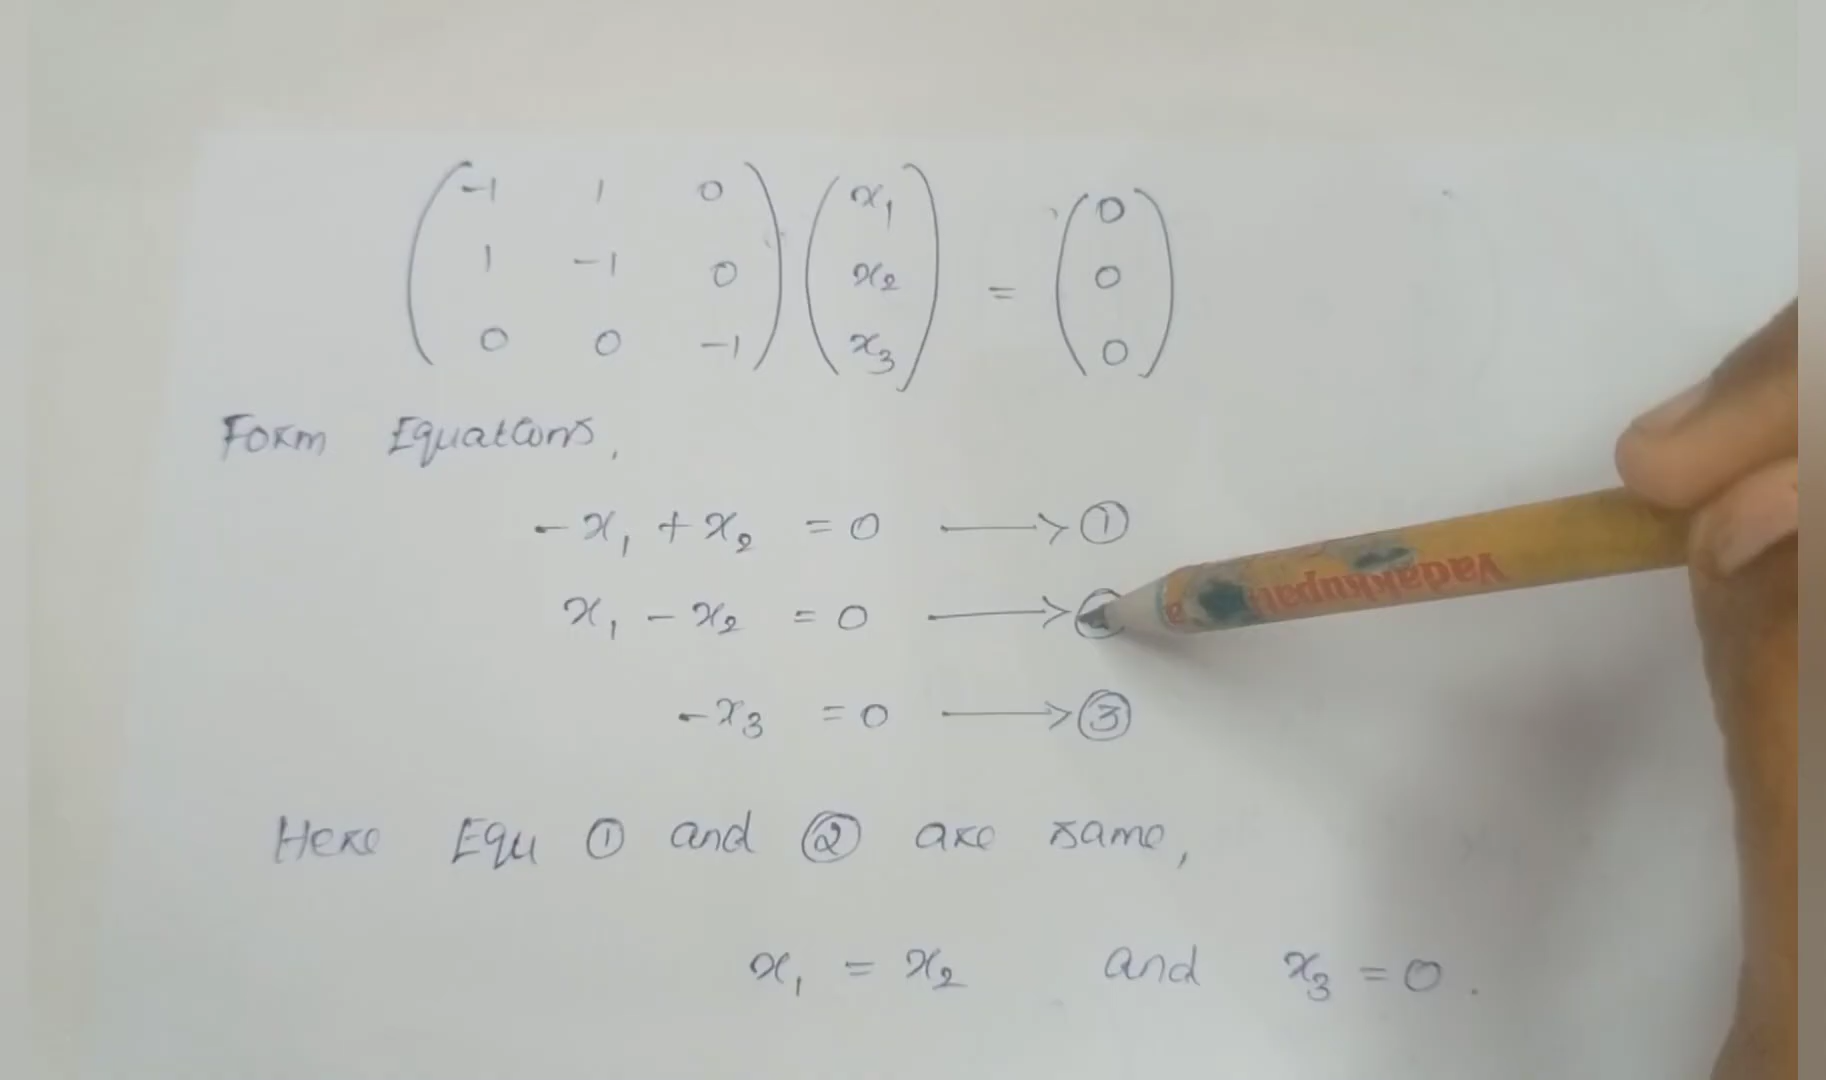 -1 1 0 x₁ 0
1 -1 0 x₂ = 0
0 0 -1 x₃ 0
Form Equations,
-x₁ + x₂ = 0 → ①
x₁ - x₂ = 0 →
-x₃ = 0 → ③
Here Equ ① and ② are same,
x₁ = x₂ and x₃ = 0.